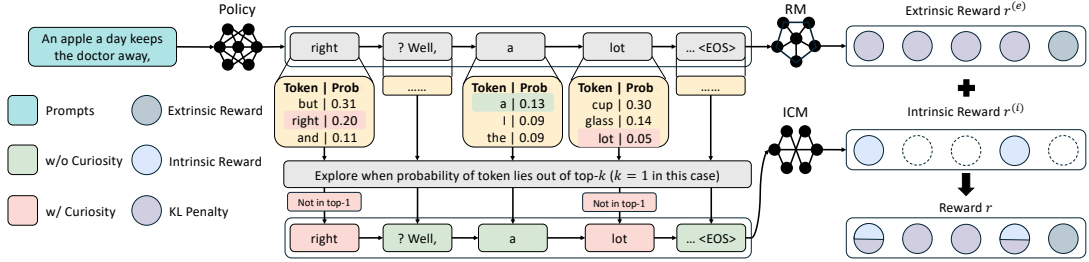 Policy
RM
Extrinsic Reward r^(e)
An apple a day keeps
the doctor away,
right
? Well,
a
lot
... <EOS>
Token | Prob
but | 0.31
right | 0.20
and | 0.11
......
Token | Prob
a | 0.13
I | 0.09
the | 0.09
Token | Prob
cup | 0.30
glass | 0.14
lot | 0.05
......
Prompts
Extrinsic Reward
w/o Curiosity
Intrinsic Reward
w/ Curiosity
KL Penalty
ICM
Intrinsic Reward r^(i)
Explore when probability of token lies out of top-k (k = 1 in this case)
Not in top-1
Not in top-1
Reward r
right
? Well,
a
lot
... <EOS>